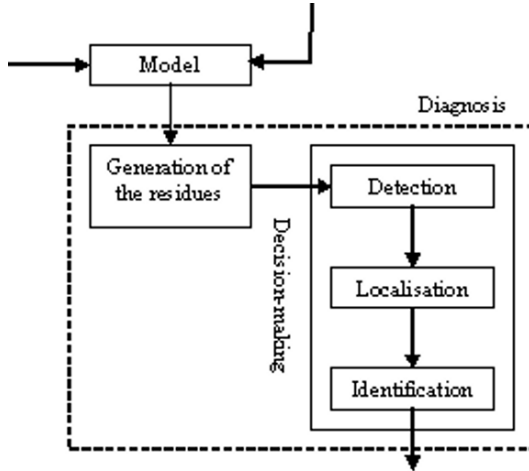 Model
Diagnosis
Generation of
the residues
Detection
Decision-making
Localisation
Identification